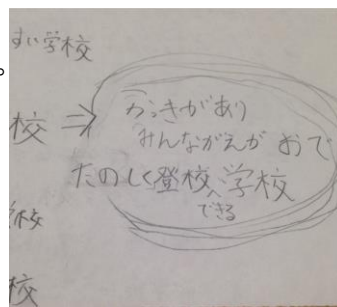 すい学校
校 ⇒
かっきがあり
みんながえがおで
たのしく登校学校
できる
校
校